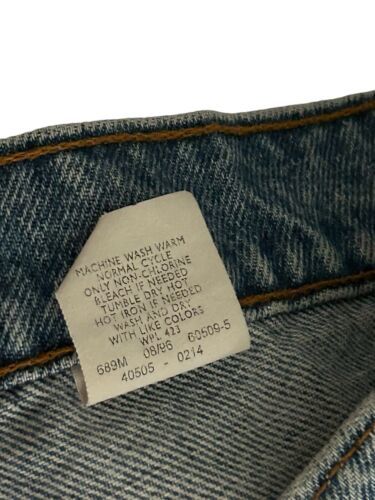 MACHINE WASH WARM
NORMAL CYCLE
ONLY NON-CHLORINE
BLEACH IF NEEDED
TUMBLE DRY HOT
HOT IRON IF NEEDED
WASH AND DRY
WITH LIKE COLORS
WPL 423
689M 08/96 60509-5
40505 - 0214